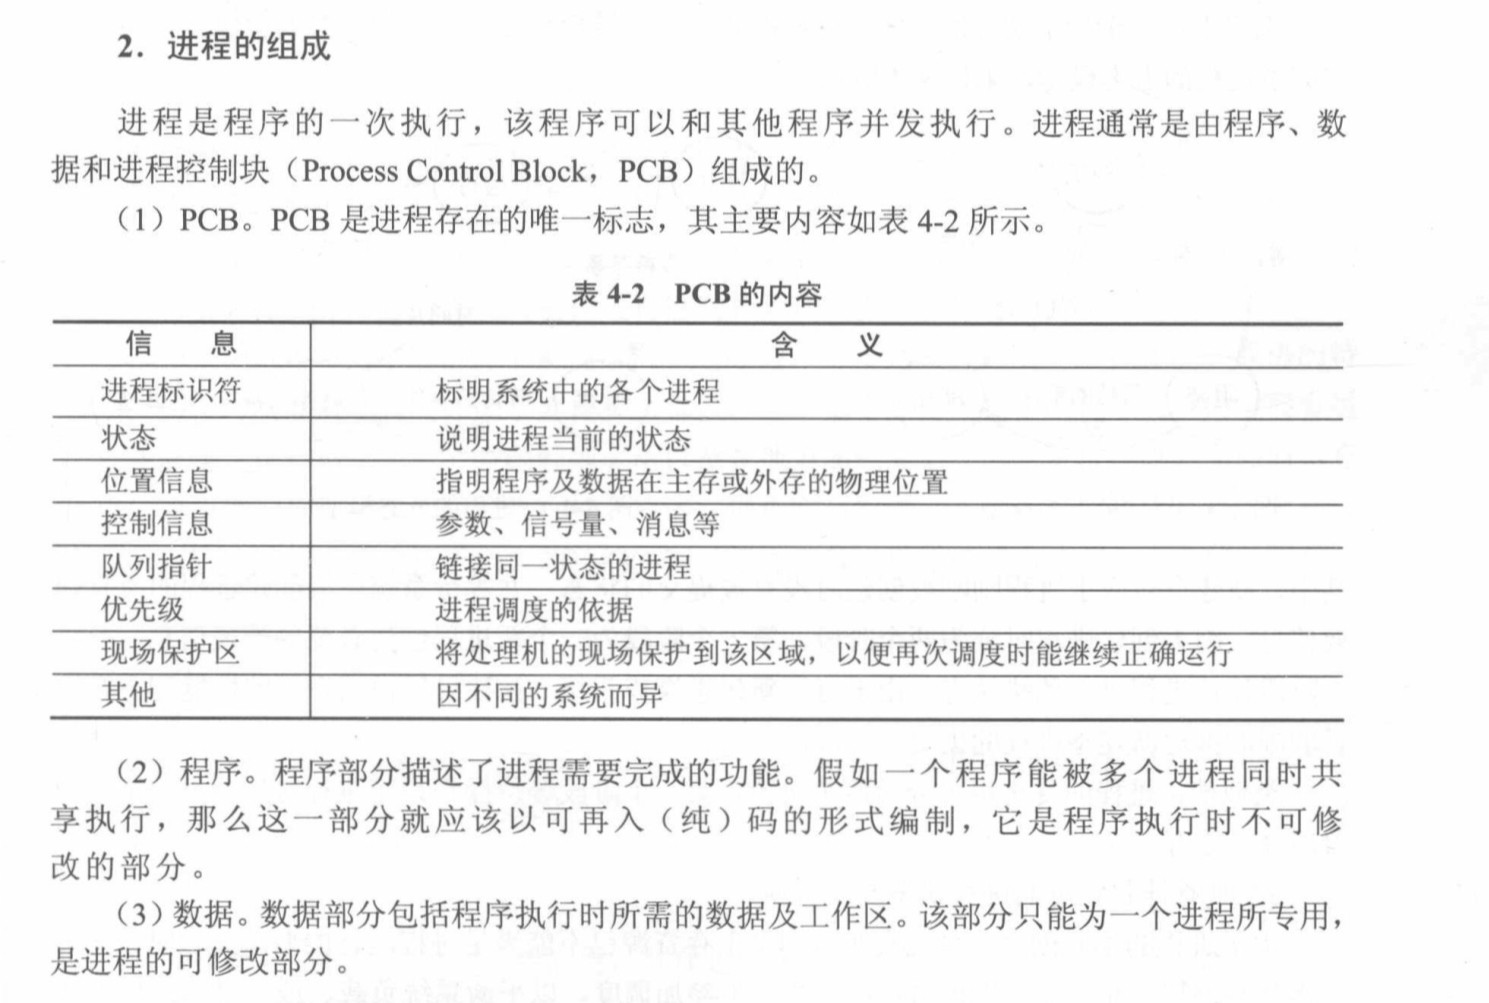 2．进程的组成
进程是程序的一次执行，该程序可以和其他程序并发执行。进程通常是由程序、数
据和进程控制块（Process Control Block，PCB）组成的。
（1）PCB。PCB 是进程存在的唯一标志，其主要内容如表 4-2 所示。
表 4-2 PCB 的内容
信 息 含 义
进程标识符 标明系统中的各个进程
状态 说明进程当前的状态
位置信息 指明程序及数据在主存或外存的物理位置
控制信息 参数、信号量、消息等
队列指针 链接同一状态的进程
优先级 进程调度的依据
现场保护区 将处理机的现场保护到该区域，以便再次调度时能继续正确运行
其他 因不同的系统而异
（2）程序。程序部分描述了进程需要完成的功能。假如一个程序能被多个进程同时共
享执行，那么这一部分就应该以可再入（纯）码的形式编制，它是程序执行时不可修
改的部分。
（3）数据。数据部分包括程序执行时所需的数据及工作区。该部分只能为一个进程所专用，
是进程的可修改部分。